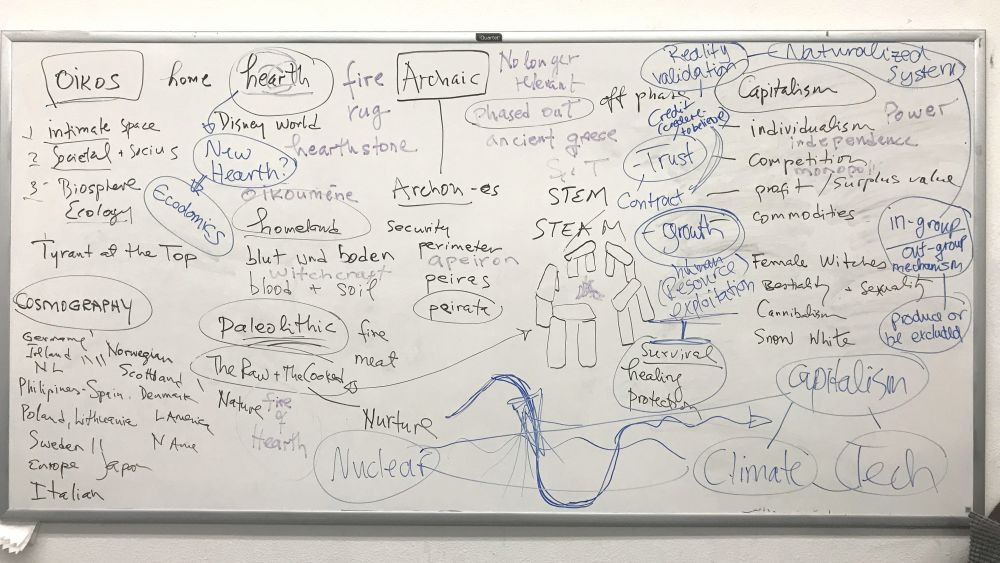 "Quartet"
OIKOS
home
hearth
fire
rug
Archaic
No longer
relevant
phased out
off phase
ancient greece
Reality
validation
Naturalized
System
Capitalism
Credit
(credere
to believe)
Power
1 intimate space
2 Societal + Socius
3 Biosphere
Ecology
Disney World
hearthstone
New
Hearth?
Ecodomics
Oikoumène
homeland
Archon-es
S. T
STEM
STEAM
-Trust
Contract
-growth
- individualism
independence
- competition
monopol
- profit / surplus value
commodities
in-group
out-group
mechanism
Tyrant at the Top
blut und boden
witchcraft
blood + soil
security
perimeter
apeiron
peiras
peirate
human
Resource
exploitation
Female Witches
Bestiality + Sexuality
Cannibalism
Snow White
produce or
be excluded
COSMOGRAPHY
Germany
Ireland
NL
Norwegian
Scotland
Philipines-Spain, Denmark
Poland, Lithuania
L America
Sweden
N Ame
Europe
Japan
Italian
Paleolithic
fire
meat
The Raw + The Cooked
Nature
fire
of
Hearth
Nurture
survival
healing
protection
Capitalism
Nuclear
Climate
Tech